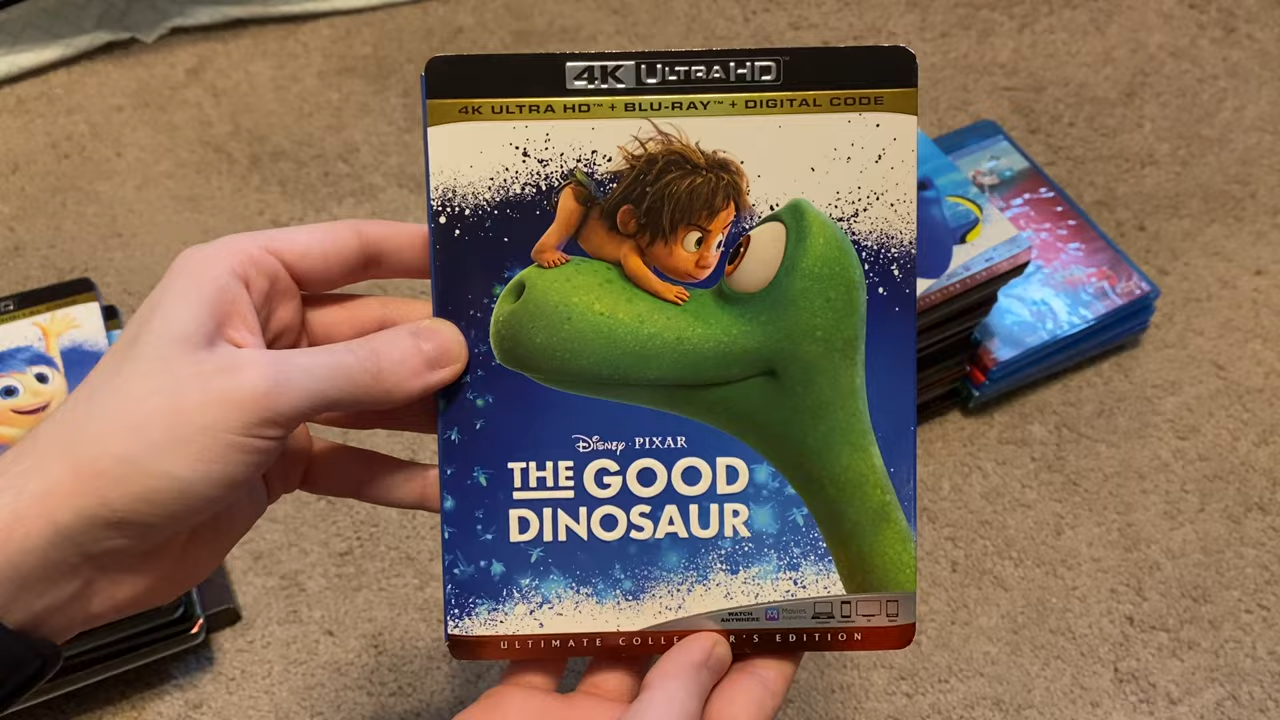 4K ULTRA HD™
4K ULTRA HD™ + BLU-RAY™ + DIGITAL CODE
Disney · PIXAR
THE GOOD
DINOSAUR
WATCH
ANYWHERE
Movies
ULTIMATE COLLECTOR'S EDITION